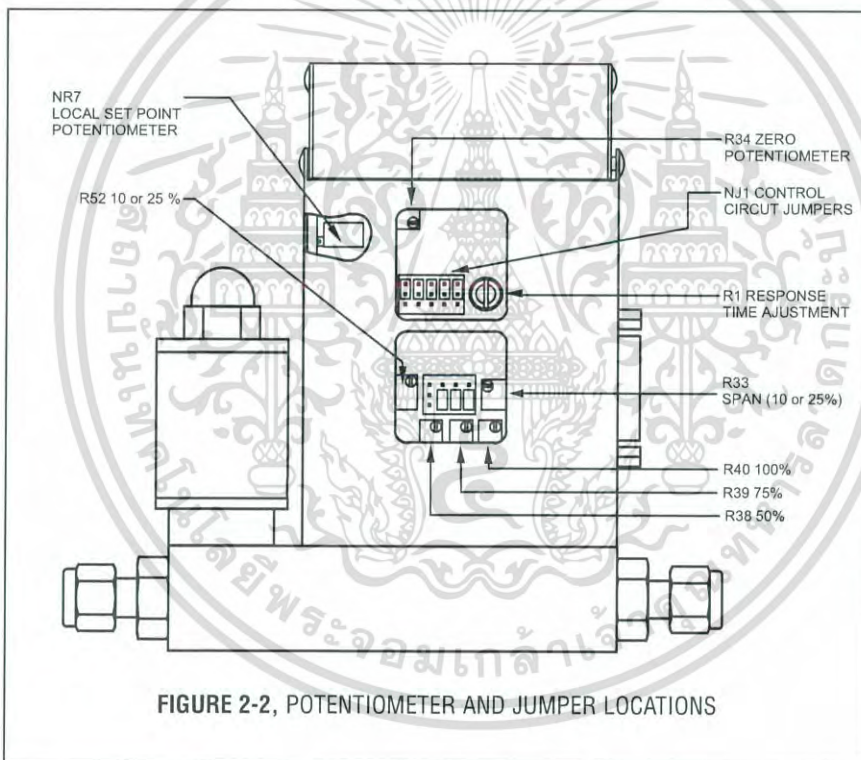 NR7
LOCAL SET POINT
POTENTIOMETER
R52 10 or 25 %
R34 ZERO
POTENTIOMETER
NJ1 CONTROL
CIRCUT JUMPERS
R1 RESPONSE
TIME AJUSTMENT
R33
SPAN (10 or 25%)
R40 100%
R39 75%
R38 50%
FIGURE 2-2, POTENTIOMETER AND JUMPER LOCATIONS